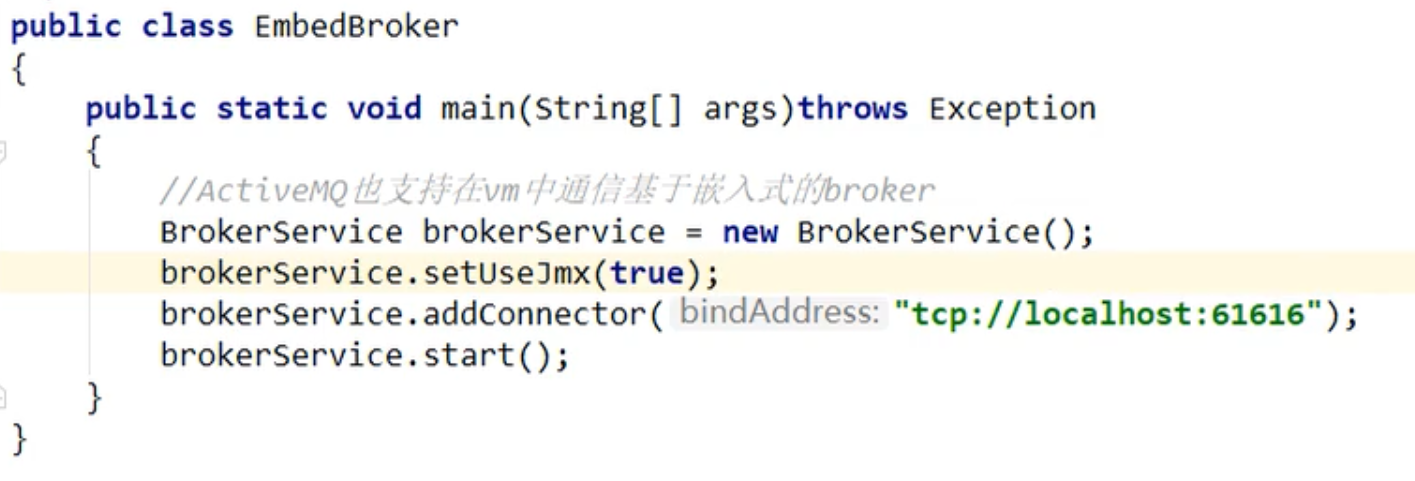 public class EmbedBroker
{
public static void main(String[] args)throws Exception
{
//ActiveMQ也支持在vm中通信基于嵌入式的broker
BrokerService brokerService = new BrokerService();
brokerService.setUseJmx(true);
brokerService.addConnector( bindAddress: "tcp://localhost:61616");
brokerService.start();
}
}